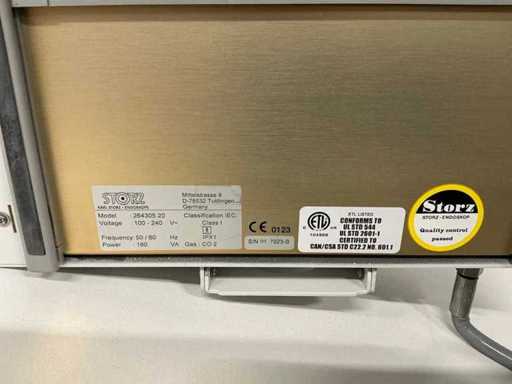 STORZ
KARL STORZ - ENDOSKOPE
Mittelstrasse 8
D-78532 Tuttlingen
Germany
Model : 264305 20
Classification IEC:
Voltage : 100 - 240 V~
Class I
Frequency: 50 / 60 Hz
IPX1
Power : 160 VA
Gas : CO 2
CE 0123
S/N
ETL LISTED
CONFORMS TO
UL STD 544
UL STD 2601-1
CERTIFIED TO
CAN/CSA STD C22.2 NO. 601.1
ETL
C US
Storz
STORZ - ENDOSKOP
Quality control
passed